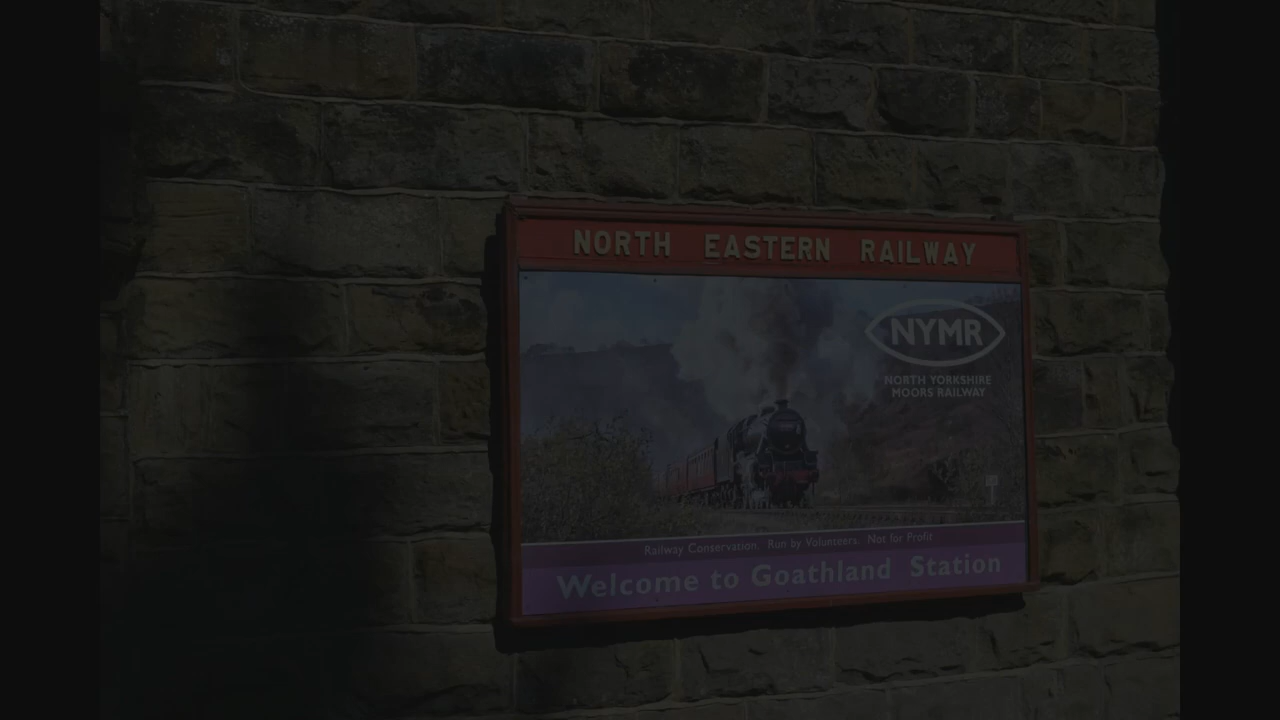 NORTH EASTERN RAILWAY
NYMR
NORTH YORKSHIRE
MOORS RAILWAY
Railway Conservation. Run by Volunteers. Not for Profit
Welcome to Goathland Station